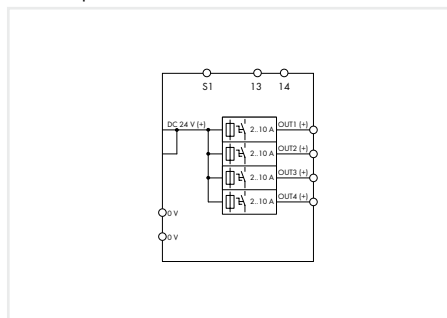 S1 13 14
DC 24 V (+)
2..10 A OUT1 (+)
2..10 A OUT2 (+)
2..10 A OUT3 (+)
2..10 A OUT4 (+)
0 V
0 V